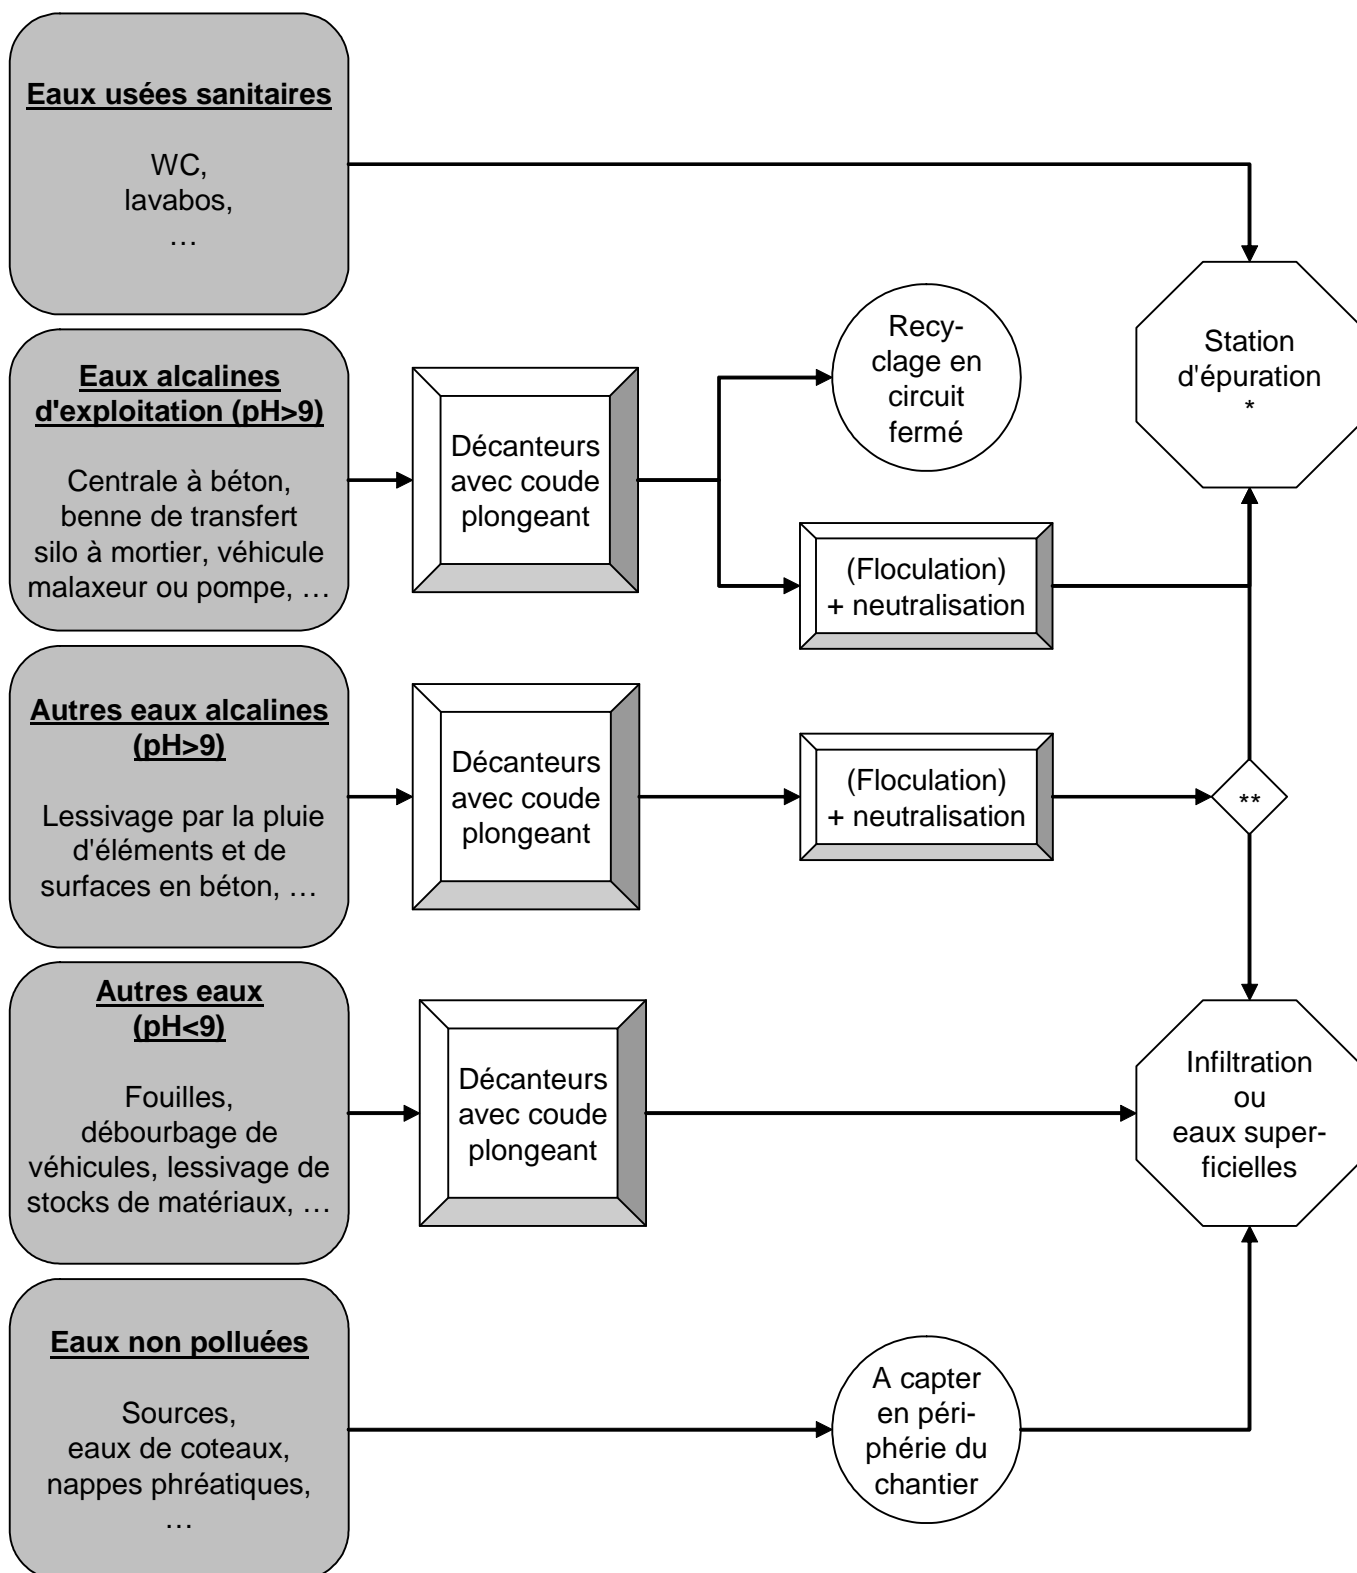 Eaux usées sanitaires
WC,
lavabos,
…
Station
d'épuration
*
Recy-
clage en
circuit
fermé
Eaux alcalines
d'exploitation (pH>9)
Centrale à béton,
benne de transfert
silo à mortier, véhicule
malaxeur ou pompe, …
Décanteurs
avec coude
plongeant
(Floculation)
+ neutralisation
Autres eaux alcalines
(pH>9)
Lessivage par la pluie
d'éléments et de
surfaces en béton, …
Décanteurs
avec coude
plongeant
(Floculation)
+ neutralisation
**
Autres eaux
(pH<9)
Fouilles,
débourbage de
véhicules, lessivage de
stocks de matériaux, …
Décanteurs
avec coude
plongeant
Infiltration
ou
eaux super-
ficielles
Eaux non polluées
Sources,
eaux de coteaux,
nappes phréatiques,
…
A capter
en péri-
phérie du
chantier